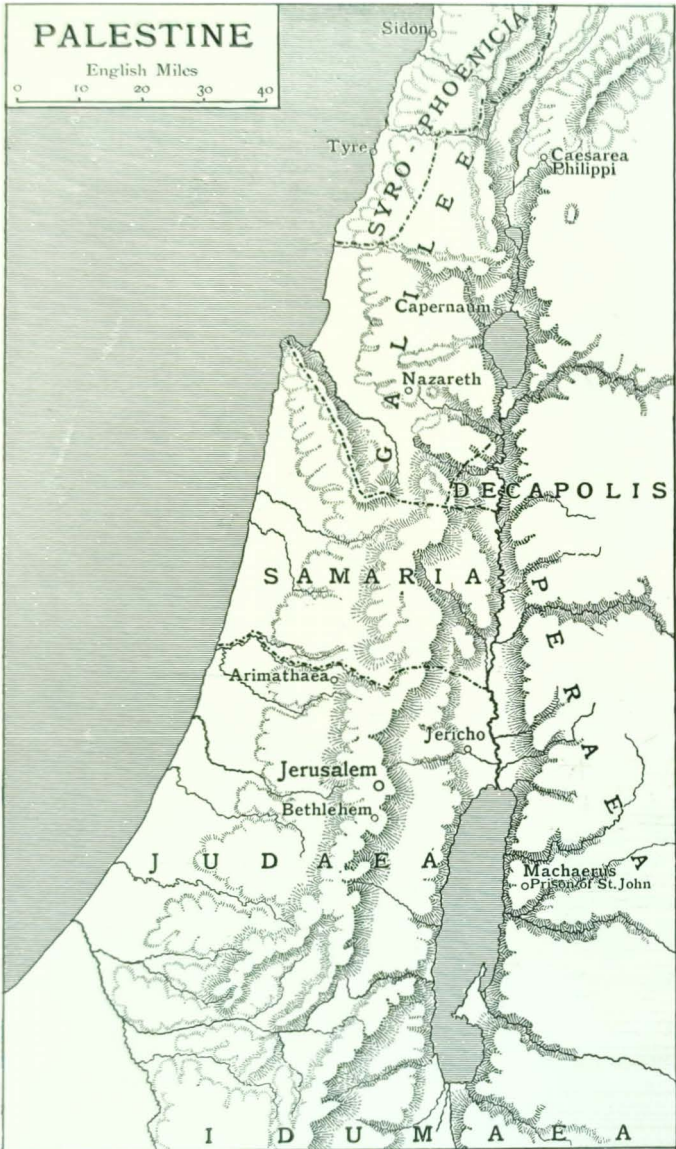 PALESTINE
English Miles
0 10 20 30 40
Sidon
SYRO-PHOENICIA
Tyre
Caesarea
Philippi
GALILEE
Capernaum
Nazareth
DECAPOLIS
SAMARIA
PERAEA
Arimathaea
Jericho
Jerusalem
Bethlehem
JUDAEA
Machaerus
Prison of St. John
IDUMAEA